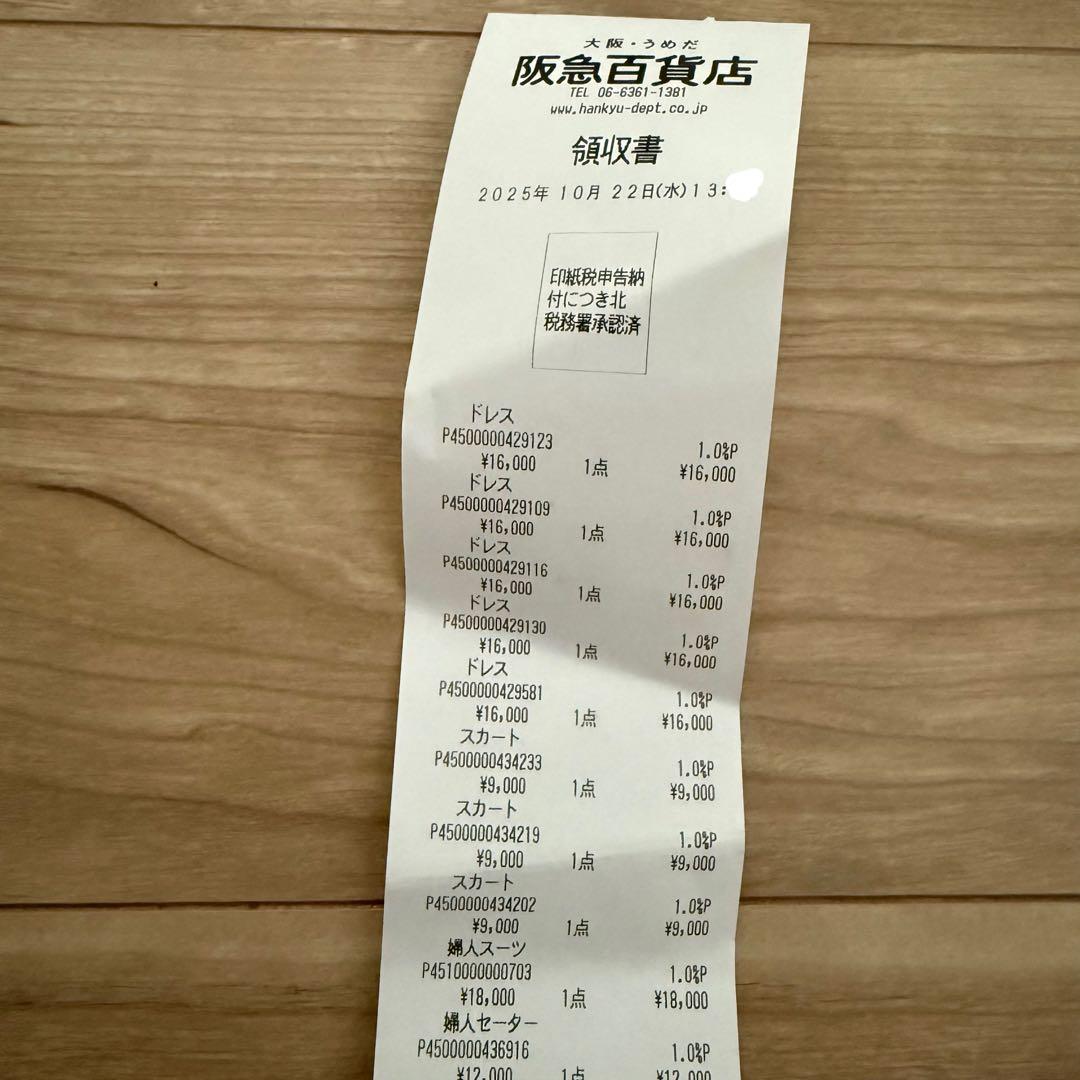 大阪・うめだ
阪急百貨店
TEL 06-6361-1381
www.hankyu-dept.co.jp
領収書
2025年10月22日(水)13:
印紙税申告納
付につき北
税務署承認済
ドレス
P4500000429123 1.0%P
¥16,000 1点 ¥16,000
ドレス
P4500000429109 1.0%P
¥16,000 1点 ¥16,000
ドレス
P4500000429116 1.0%P
¥16,000 1点 ¥16,000
ドレス
P4500000429130 1.0%P
¥16,000 1点 ¥16,000
ドレス
P4500000429581 1.0%P
¥16,000 1点 ¥16,000
スカート
P4500000434233 1.0%P
¥9,000 1点 ¥9,000
スカート
P4500000434219 1.0%P
¥9,000 1点 ¥9,000
スカート
P4500000434202 1.0%P
¥9,000 1点 ¥9,000
婦人スーツ
P4510000000703 1.0%P
¥18,000 1点 ¥18,000
婦人セーター
P4500000436916 1.0%P
¥12,000 1点 ¥12,000